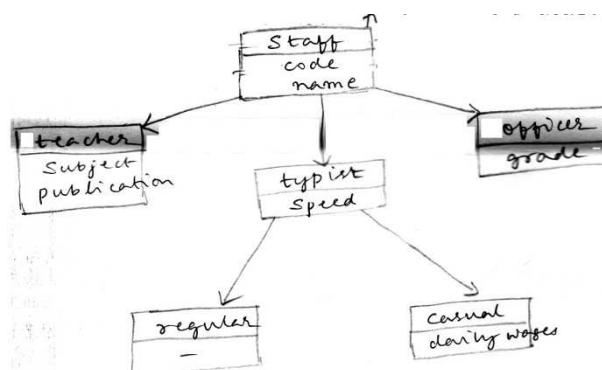 Staff
code
name
teacher
subject
publication
officer
grade
typist
speed
regular
–
casual
daily wages